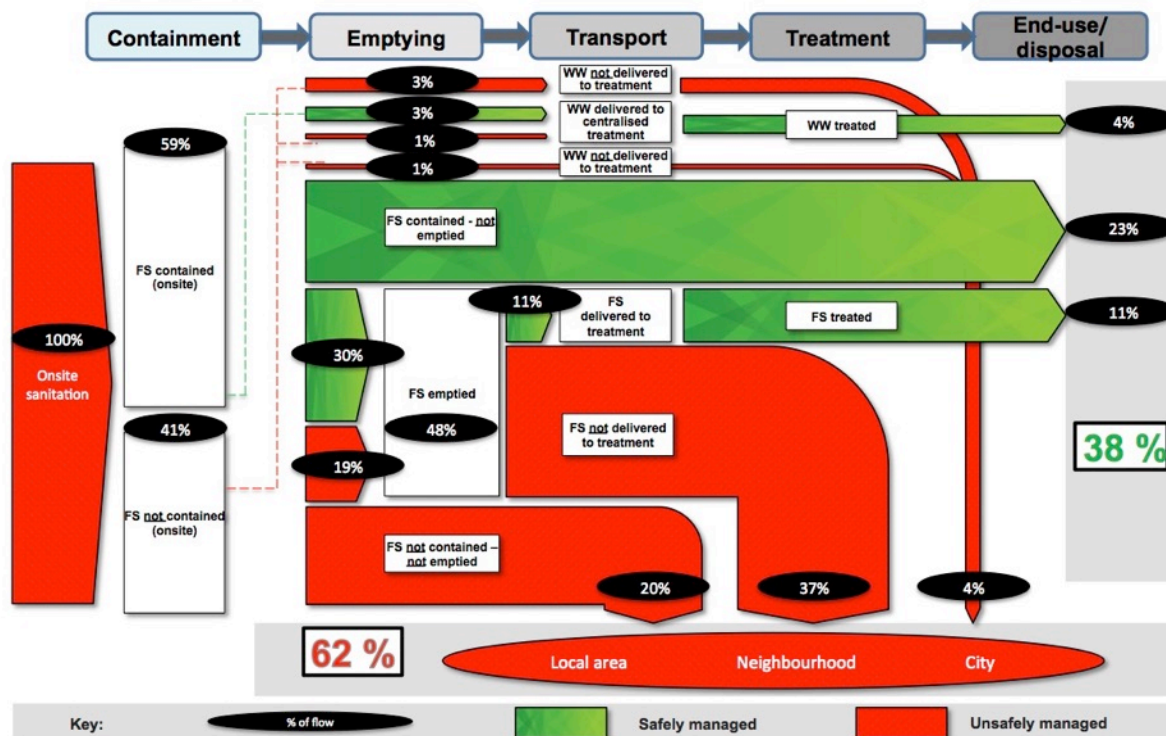 Containment
Emptying
Transport
Treatment
End-use/
disposal
3%
WW not delivered
to treatment
3%
WW delivered to
centralised
treatment
WW treated
4%
59%
1%
1%
WW not delivered
to treatment
FS contained - not
emptied
23%
FS contained
(onsite)
11%
FS
delivered to
treatment
FS treated
11%
100%
Onsite
sanitation
30%
FS emptied
48%
FS not delivered
to treatment
41%
19%
38 %
FS not contained
(onsite)
FS not contained –
not emptied
20%
37%
4%
62 %
Local area
Neighbourhood
City
Key:
% of flow
Safely managed
Unsafely managed